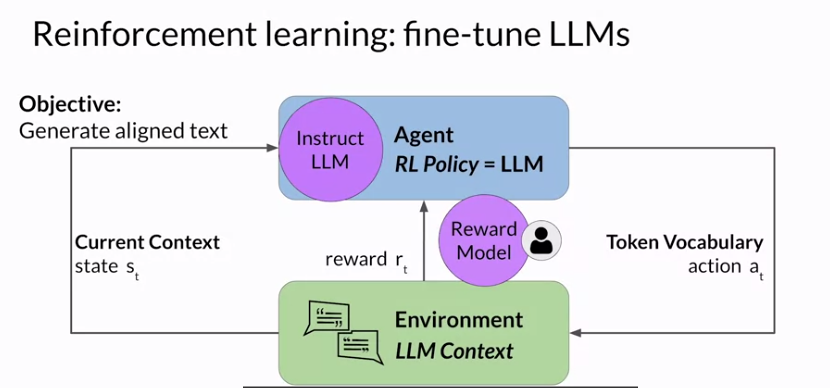 Reinforcement learning: fine-tune LLMs
Objective:
Generate aligned text
Instruct
LLM
Agent
RL Policy = LLM
Current Context
state s_t
reward r_t
Reward
Model
Token Vocabulary
action a_t
Environment
LLM Context